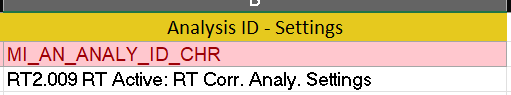 B
Analysis ID - Settings
MI_AN_ANALY_ID_CHR
RT2.009 RT Active: RT Corr. Analy. Settings